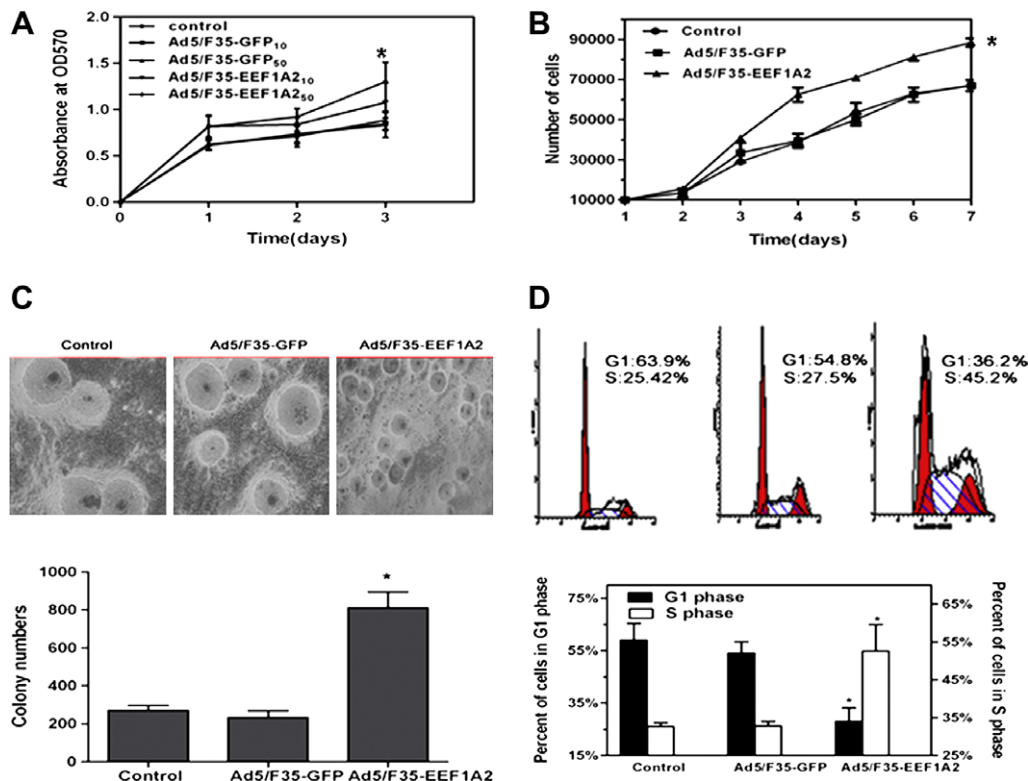 A
Absorbance at OD570
2.0
1.5
1.0
0.5
0.0
control
Ad5/F35-GFP10
Ad5/F35-GFP50
Ad5/F35-EEF1A210
Ad5/F35-EEF1A250
*
0 1 2 3
Time(days)
B
Number of cells
90000
70000
50000
30000
10000
Control
Ad5/F35-GFP
Ad5/F35-EEF1A2
*
1 2 3 4 5 6 7
Time(days)
C
Control Ad5/F35-GFP Ad5/F35-EEF1A2
Colony numbers
1000
800
600
400
200
0
*
Control Ad5/F35-GFP Ad5/F35-EEF1A2
D
G1:63.9%
S:25.42%
G1:54.8%
S:27.5%
G1:36.2%
S:45.2%
Percent of cells in G1 phase
75%
55%
35%
15%
G1 phase
S phase
*
*
65%
55%
45%
35%
25%
Percent of cells in S phase
Control Ad5/F35-GFP Ad5/F35-EEF1A2